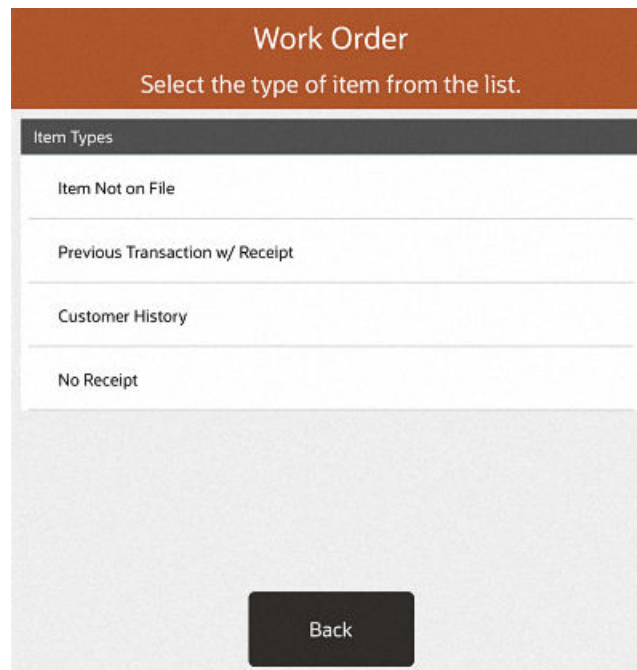 Work Order
Select the type of item from the list.
Item Types
Item Not on File
Previous Transaction w/ Receipt
Customer History
No Receipt
Back